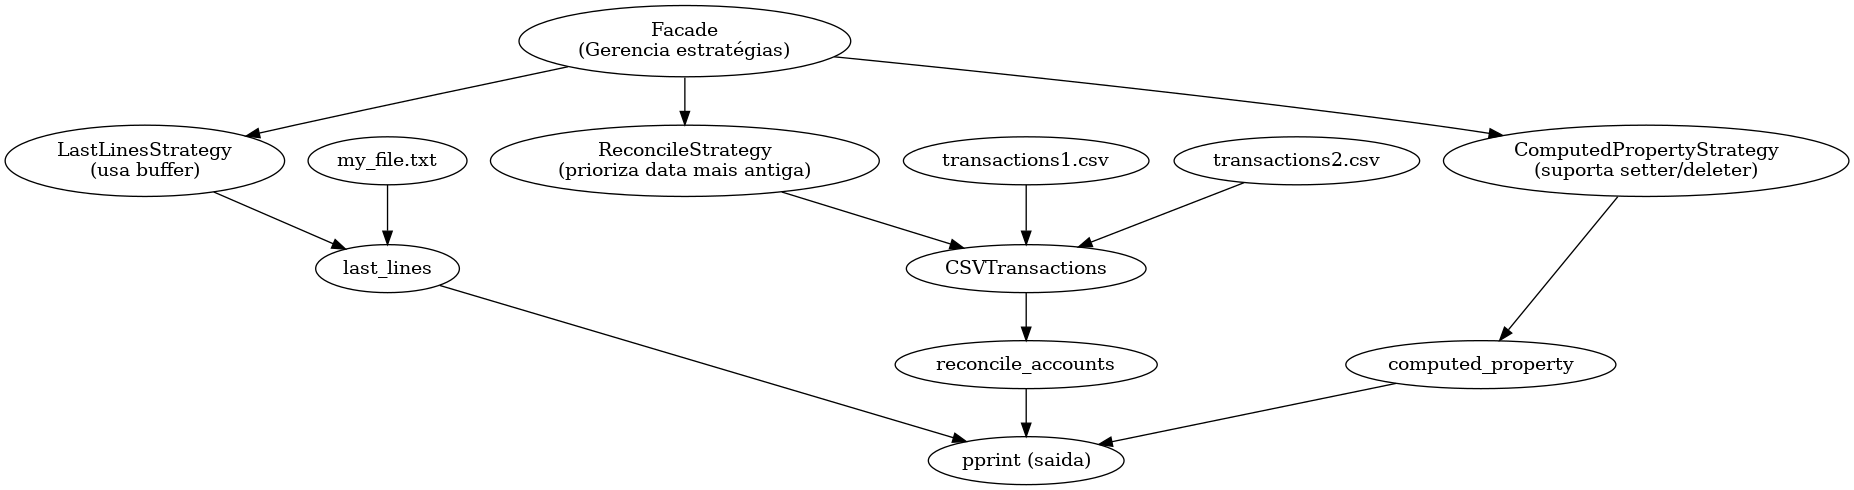 Facade
(Gerencia estratégias)
LastLinesStrategy
(usa buffer)
my_file.txt
ReconcileStrategy
(prioriza data mais antiga)
transactions1.csv
transactions2.csv
ComputedPropertyStrategy
(suporta setter/deleter)
last_lines
CSVTransactions
reconcile_accounts
computed_property
pprint (saida)